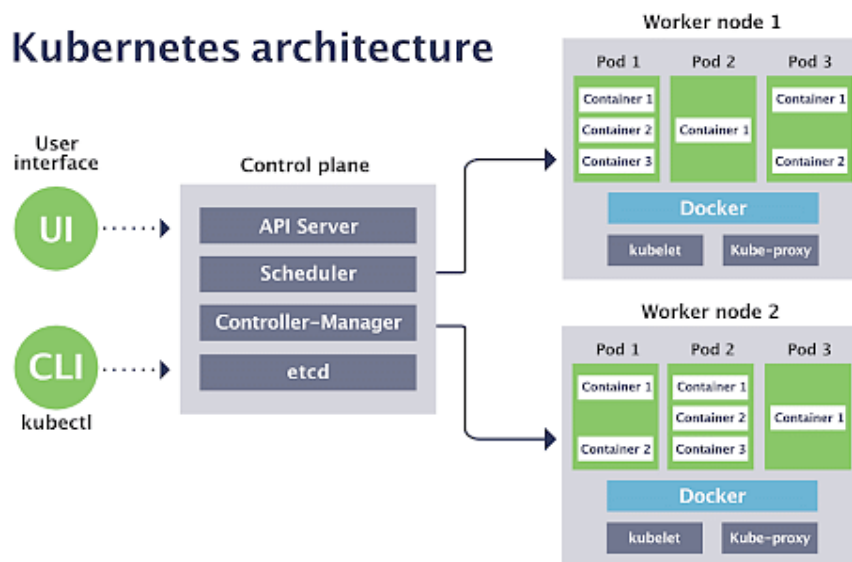 Kubernetes architecture
User
interface
UI
CLI
kubectl
Control plane
API Server
Scheduler
Controller-Manager
etcd
Worker node 1
Pod 1
Container 1
Container 2
Container 3
Pod 2
Container 1
Pod 3
Container 1
Container 2
Docker
kubelet
Kube-proxy
Worker node 2
Pod 1
Container 1
Container 2
Pod 2
Container 1
Container 2
Container 3
Pod 3
Container 1
Docker
kubelet
Kube-proxy